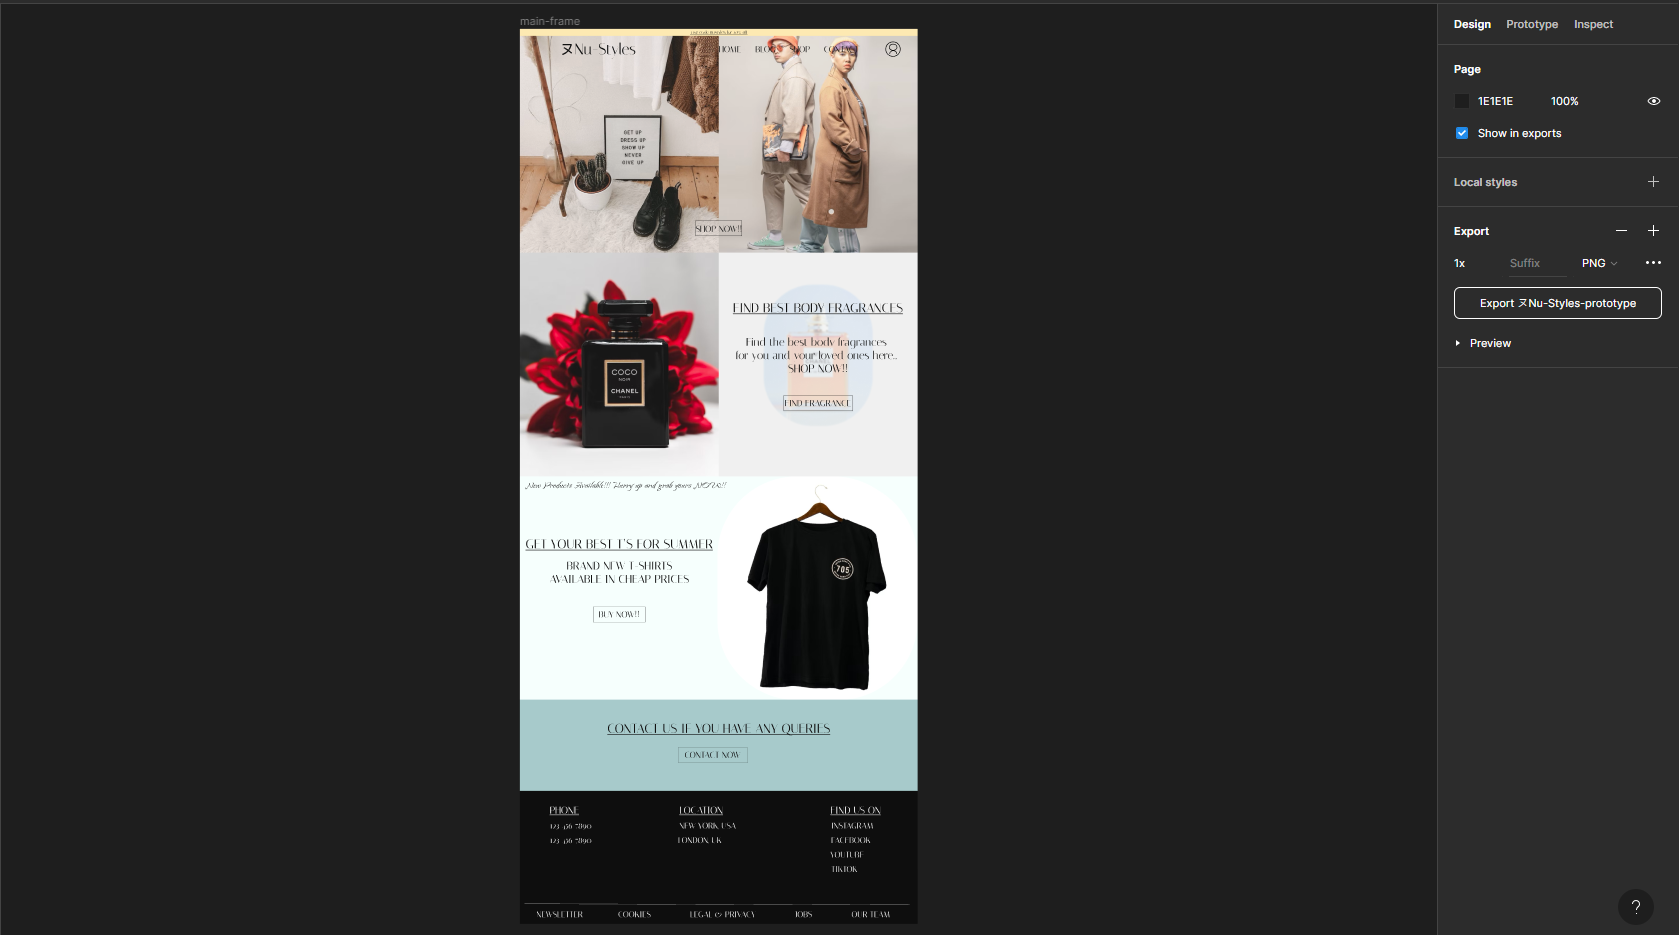 main-frame
Design Prototype Inspect
Page
1E1E1E 100%
Show in exports
Local styles
Export
1x Suffix PNG
Export ヌNu-Styles-prototype
Preview
ヌNu-Styles
HOME BLOG SHOP CONTACT
GET UP
DRESS UP
SHOW UP
NEVER
GIVE UP
SHOP NOW!!
COCO
NOIR
CHANEL
PARIS
FIND BEST BODY FRAGRANCES
Find the best body fragrances
for you and your loved ones here..
SHOP NOW!!
FIND FRAGRANCE
New Products Available!!! Hurry up and grab yours NOW!!
GET YOUR BEST T'S FOR SUMMER
BRAND NEW T-SHIRTS
AVAILABLE IN CHEAP PRICES
BUY NOW!!
705
CONTACT US IF YOU HAVE ANY QUERIES
CONTACT NOW
PHONE LOCATION FIND US ON
123 456 7890 NEW YORK USA INSTAGRAM
123 456 7890 LONDON, UK FACEBOOK
YOUTUBE
TIKTOK
NEWSLETTER COOKIES LEGAL & PRIVACY JOBS OUR TEAM
?